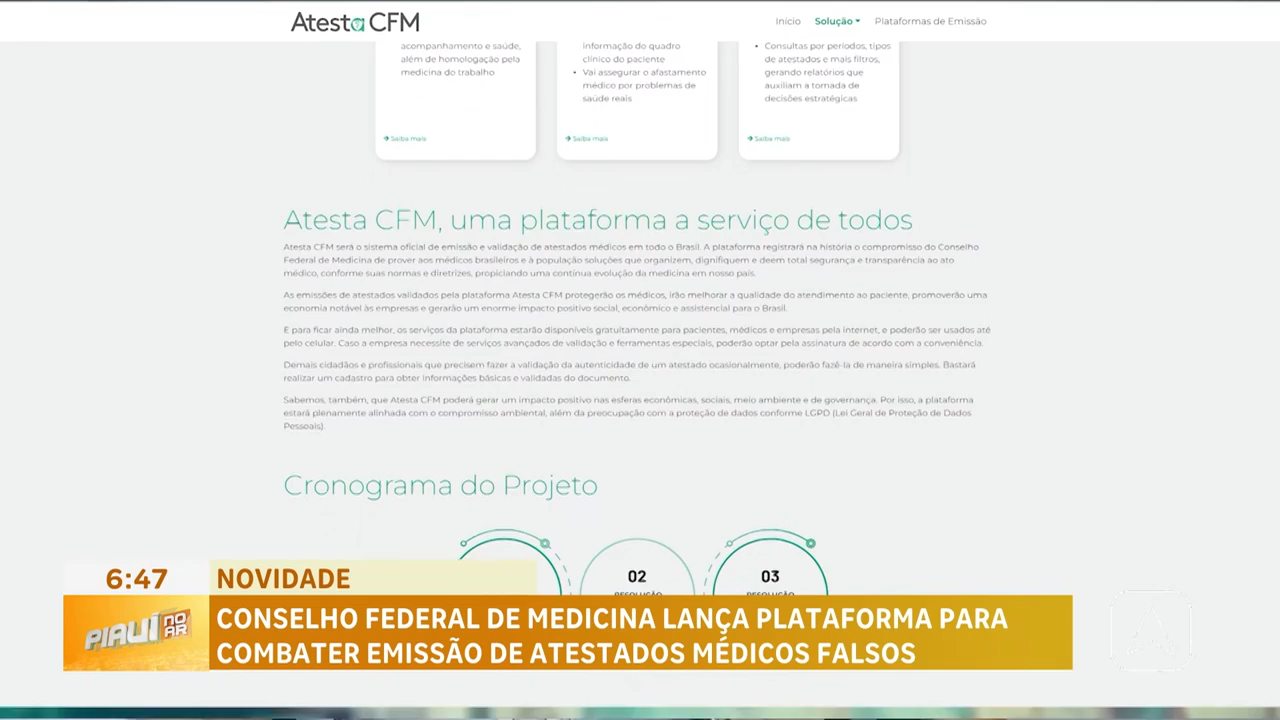 Atesta CFM
Início Solução Plataformas de Emissão
acompanhamento e saúde,
além de homologação pela
medicina do trabalho
Saiba mais
informação do quadro
clínico do paciente
• Vai assegurar o afastamento
médico por problemas de
saúde reais
Saiba mais
• Consultas por períodos, tipos
de atestados e mais filtros,
gerando relatórios que
auxiliam a tomada de
decisões estratégicas
Saiba mais
Atesta CFM, uma plataforma a serviço de todos
Atesta CFM será o sistema oficial de emissão e validação de atestados médicos em todo o Brasil. A plataforma registrará na história o compromisso do Conselho
Federal de Medicina de prover aos médicos brasileiros e à população soluções que organizem, dignifiquem e deem total segurança e transparência ao ato
médico, conforme suas normas e diretrizes, propiciando uma contínua evolução da medicina em nosso país.
As emissões de atestados validados pela plataforma Atesta CFM protegerão os médicos, irão melhorar a qualidade do atendimento ao paciente, promoverão uma
economia notável às empresas e gerarão um enorme impacto positivo social, econômico e assistencial para o Brasil.
E para ficar ainda melhor, os serviços da plataforma estarão disponíveis gratuitamente para pacientes, médicos e empresas pela internet, e poderão ser usados até
pelo celular. Caso a empresa necessite de serviços avançados de validação e ferramentas especiais, poderão optar pela assinatura de acordo com a conveniência.
Demais cidadãos e profissionais que precisem fazer a validação da autenticidade de um atestado ocasionalmente, poderão fazê-la de maneira simples. Bastará
realizar um cadastro para obter informações básicas e validadas do documento.
Sabemos, também, que Atesta CFM poderá gerar um impacto positivo nas esferas econômicas, sociais, meio ambiente e de governança. Por isso, a plataforma
estará plenamente alinhada com o compromisso ambiental, além da preocupação com a proteção de dados conforme LGPD (Lei Geral de Proteção de Dados
Pessoais).
Cronograma do Projeto
02
RESOLUÇÃO
03
RESOLUÇÃO
6:47
NOVIDADE
PIAUÍ NO AR
CONSELHO FEDERAL DE MEDICINA LANÇA PLATAFORMA PARA
COMBATER EMISSÃO DE ATESTADOS MÉDICOS FALSOS